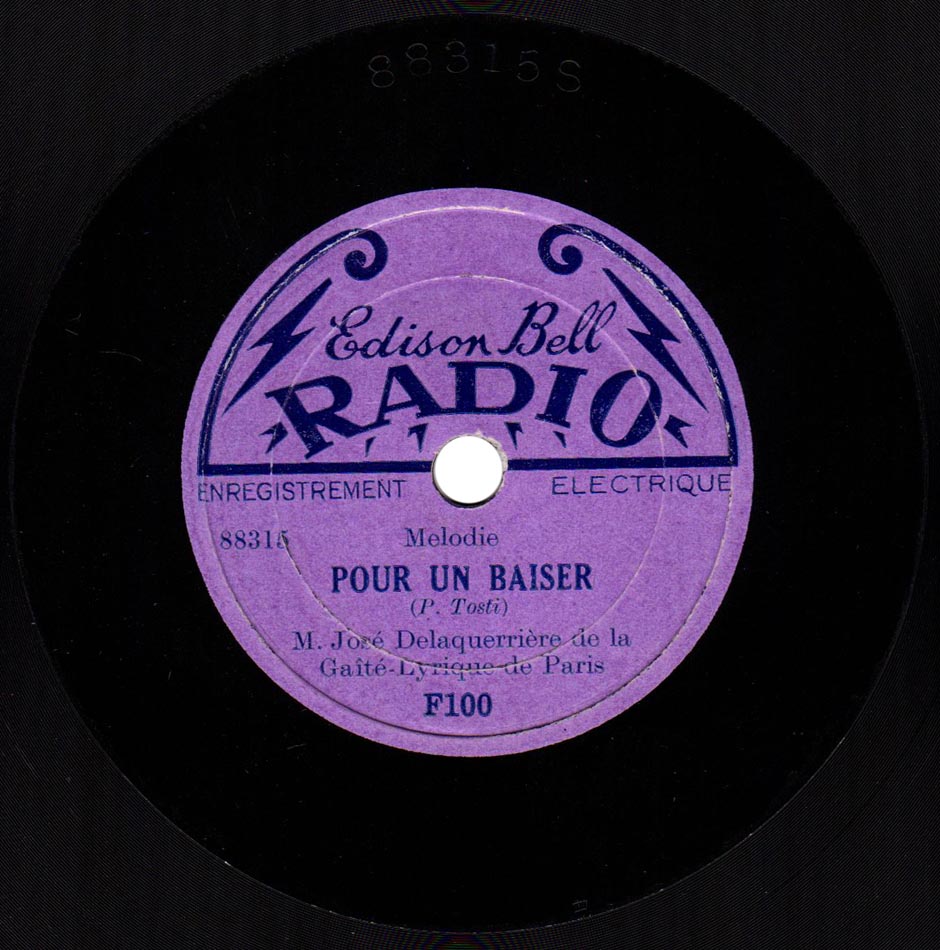 88315S
Edison Bell
RADIO
ENREGISTREMENT ELECTRIQUE
88315 Melodie
POUR UN BAISER
(P. Tosti)
M. José Delaquerrière de la
Gaîté-Lyrique de Paris
F100